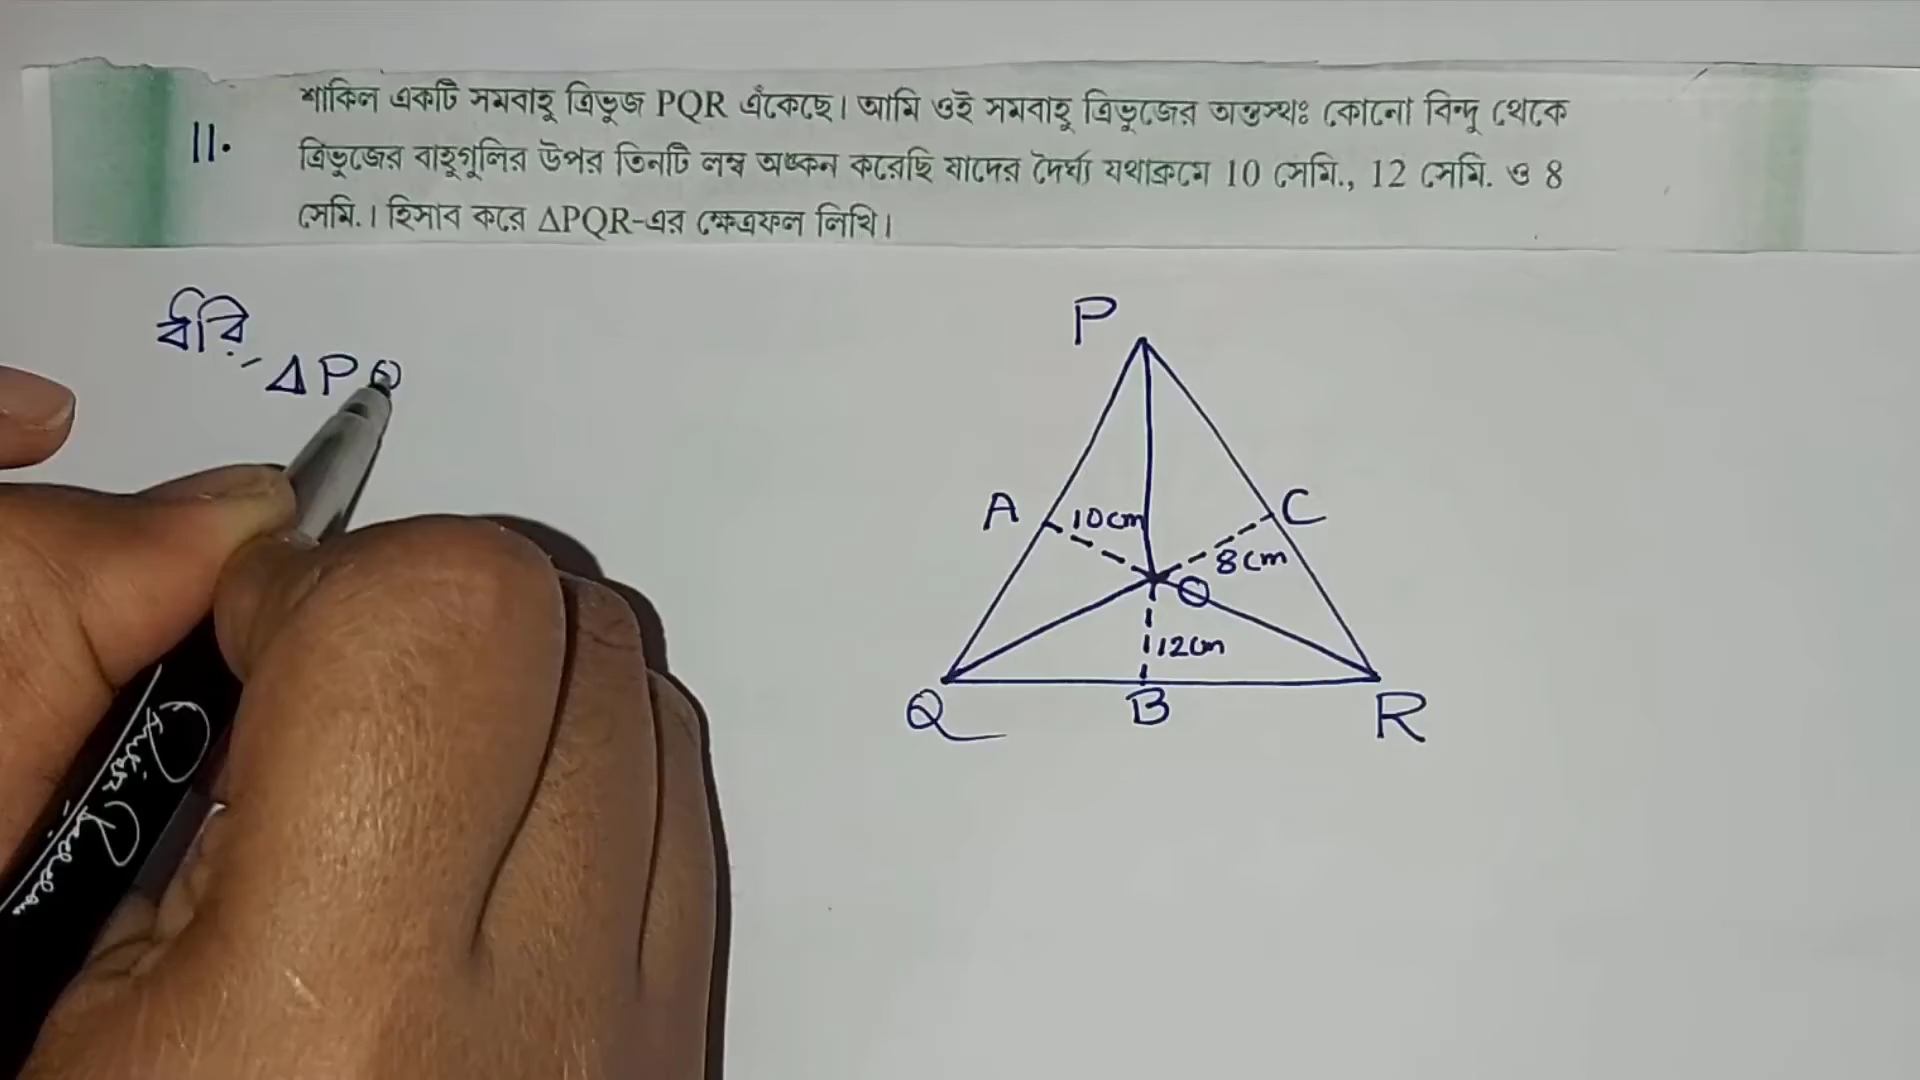 11. শাকিল একটি সমবাহু ত্রিভুজ PQR এঁকেছে। আমি ওই সমবাহু ত্রিভুজের অন্তস্থঃ কোনো বিন্দু থেকে
ত্রিভুজের বাহুগুলির উপর তিনটি লম্ব অঙ্কন করেছি যাদের দৈর্ঘ্য যথাক্রমে 10 সেমি., 12 সেমি. ও 8
সেমি.। হিসাব করে ΔPQR-এর ক্ষেত্রফল লিখি।
ধরি,
ΔPQ
P
A 10cm C
8cm
O
12cm
Q B R